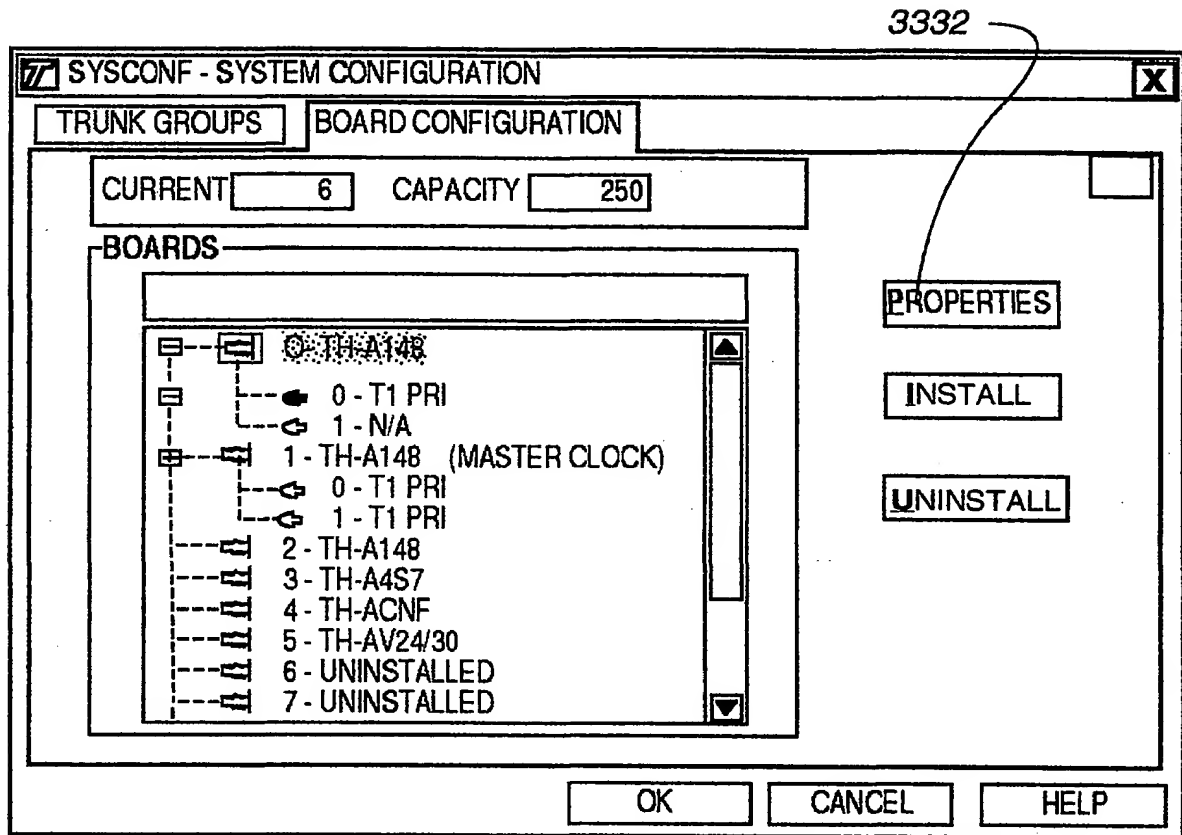 3332
SYSCONF - SYSTEM CONFIGURATION X
TRUNK GROUPS BOARD CONFIGURATION
CURRENT 6 CAPACITY 250
BOARDS
PROPERTIES
INSTALL
UNINSTALL
0-TH-A148
0 - T1 PRI
1 - N/A
1 - TH-A148 (MASTER CLOCK)
0 - T1 PRI
1 - T1 PRI
2 - TH-A148
3 - TH-A4S7
4 - TH-ACNF
5 - TH-AV24/30
6 - UNINSTALLED
7 - UNINSTALLED
OK CANCEL HELP